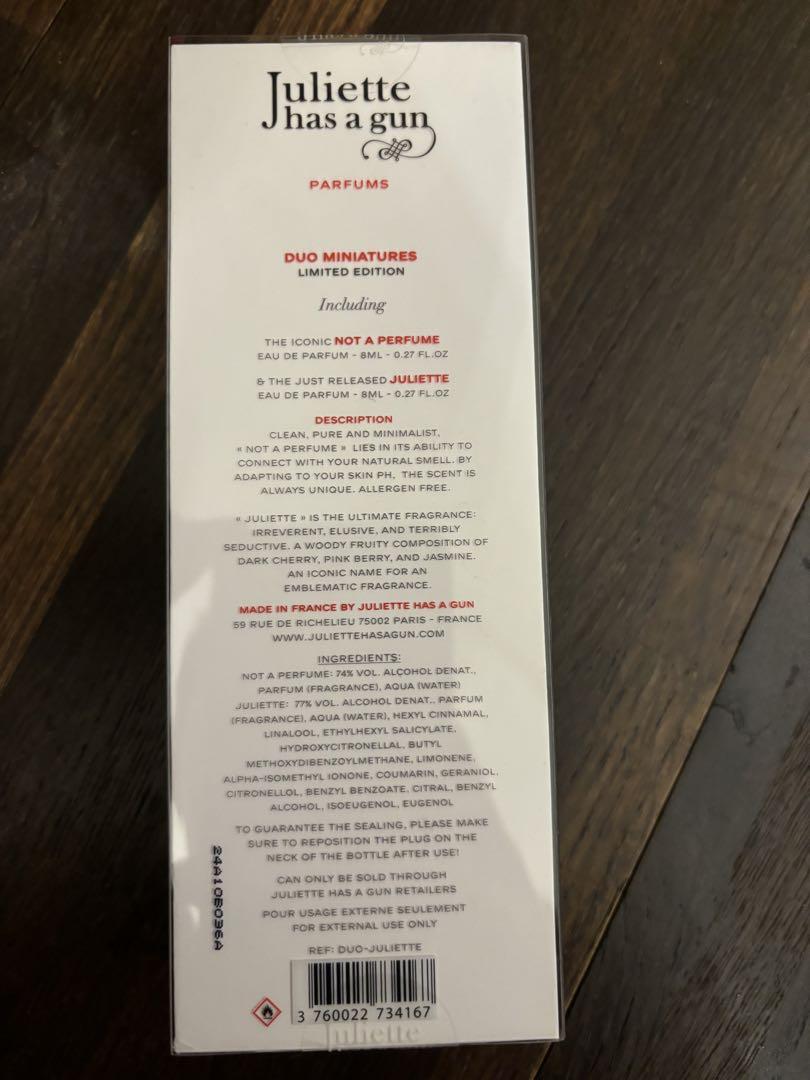 Juliette
has a gun
PARFUMS
DUO MINIATURES
LIMITED EDITION
Including
THE ICONIC NOT A PERFUME
EAU DE PARFUM - 8ML - 0.27 FL.OZ
& THE JUST RELEASED JULIETTE
EAU DE PARFUM - 8ML - 0.27 FL.OZ
DESCRIPTION
CLEAN, PURE AND MINIMALIST,
« NOT A PERFUME » LIES IN ITS ABILITY TO
CONNECT WITH YOUR NATURAL SMELL. BY
ADAPTING TO YOUR SKIN PH, THE SCENT IS
ALWAYS UNIQUE. ALLERGEN FREE.
« JULIETTE » IS THE ULTIMATE FRAGRANCE:
IRREVERENT, ELUSIVE, AND TERRIBLY
SEDUCTIVE. A WOODY FRUITY COMPOSITION OF
DARK CHERRY, PINK BERRY, AND JASMINE.
AN ICONIC NAME FOR AN
EMBLEMATIC FRAGRANCE.
MADE IN FRANCE BY JULIETTE HAS A GUN
59 RUE DE RICHELIEU 75002 PARIS - FRANCE
WWW.JULIETTEHASAGUN.COM
INGREDIENTS:
NOT A PERFUME: 74% VOL. ALCOHOL DENAT.,
PARFUM (FRAGRANCE), AQUA (WATER)
JULIETTE: 77% VOL. ALCOHOL DENAT., PARFUM
(FRAGRANCE), AQUA (WATER), HEXYL CINNAMAL,
LINALOOL, ETHYLHEXYL SALICYLATE,
HYDROXYCITRONELLAL, BUTYL
METHOXYDIBENZOYLMETHANE, LIMONENE,
ALPHA-ISOMETHYL IONONE, COUMARIN, GERANIOL,
CITRONELLOL, BENZYL BENZOATE, CITRAL, BENZYL
ALCOHOL, ISOEUGENOL, EUGENOL
TO GUARANTEE THE SEALING, PLEASE MAKE
SURE TO REPOSITION THE PLUG ON THE
NECK OF THE BOTTLE AFTER USE!
CAN ONLY BE SOLD THROUGH
JULIETTE HAS A GUN RETAILERS
POUR USAGE EXTERNE SEULEMENT
FOR EXTERNAL USE ONLY
REF: DUO-JULIETTE
24A10E036A
3 760022 734167
Juliette